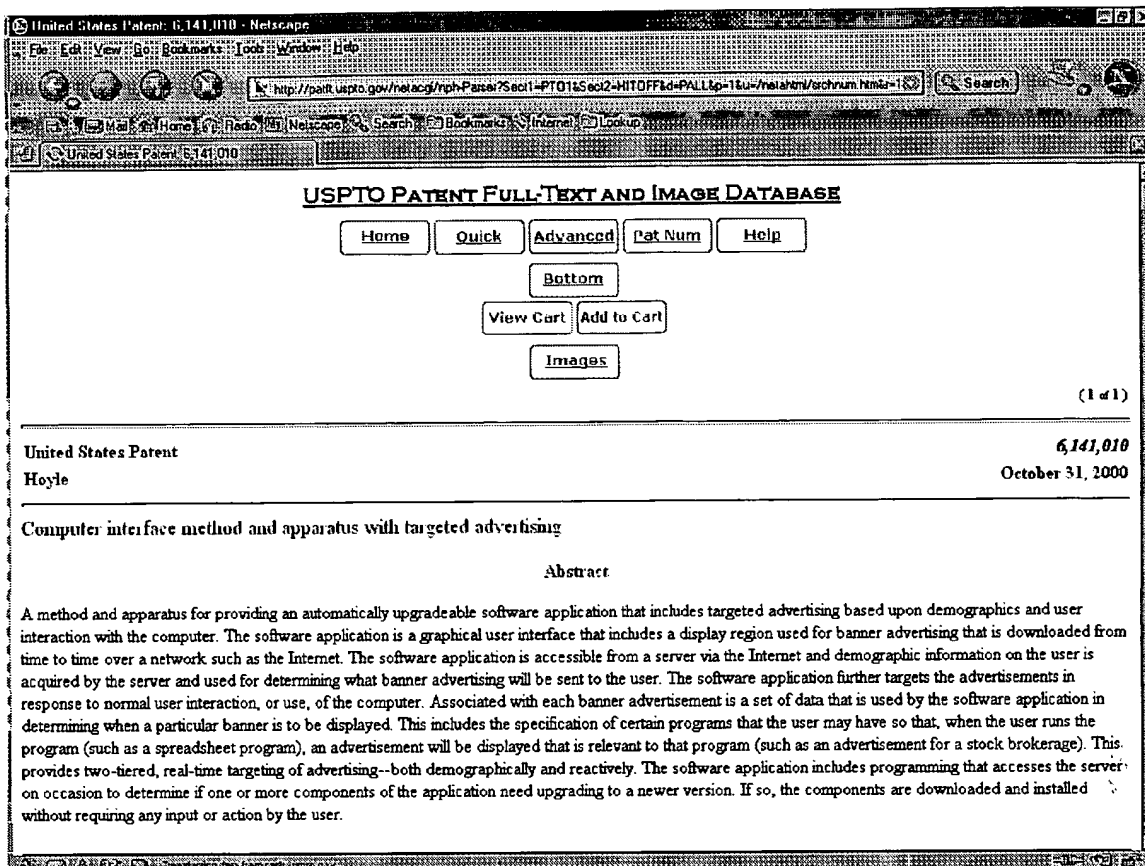 United States Patent: 6,141,010 - Netscape
File Edit View Go Bookmarks Tools Window Help
http://patft.uspto.gov/netacgi/nph-Parser?Sect1=PTO1&Sect2=HITOFF&d=PALL&p=1&u=/netahtml/srchnum.htm&r=1 Search
Mail Home Radio Netscape Search Bookmarks Internet Lookup
United States Patent: 6,141,010
USPTO PATENT FULL-TEXT AND IMAGE DATABASE
Home Quick Advanced Pat Num Help
Bottom
View Cart Add to Cart
Images
(1 of 1)
United States Patent 6,141,010
Hoyle October 31, 2000
Computer interface method and apparatus with targeted advertising
Abstract
A method and apparatus for providing an automatically upgradeable software application that includes targeted advertising based upon demographics and user
interaction with the computer. The software application is a graphical user interface that includes a display region used for banner advertising that is downloaded from
time to time over a network such as the Internet. The software application is accessible from a server via the Internet and demographic information on the user is
acquired by the server and used for determining what banner advertising will be sent to the user. The software application further targets the advertisements in
response to normal user interaction, or use, of the computer. Associated with each banner advertisement is a set of data that is used by the software application in
determining when a particular banner is to be displayed. This includes the specification of certain programs that the user may have so that, when the user runs the
program (such as a spreadsheet program), an advertisement will be displayed that is relevant to that program (such as an advertisement for a stock brokerage). This
provides two-tiered, real-time targeting of advertising--both demographically and reactively. The software application includes programming that accesses the server
on occasion to determine if one or more components of the application need upgrading to a newer version. If so, the components are downloaded and installed
without requiring any input or action by the user.